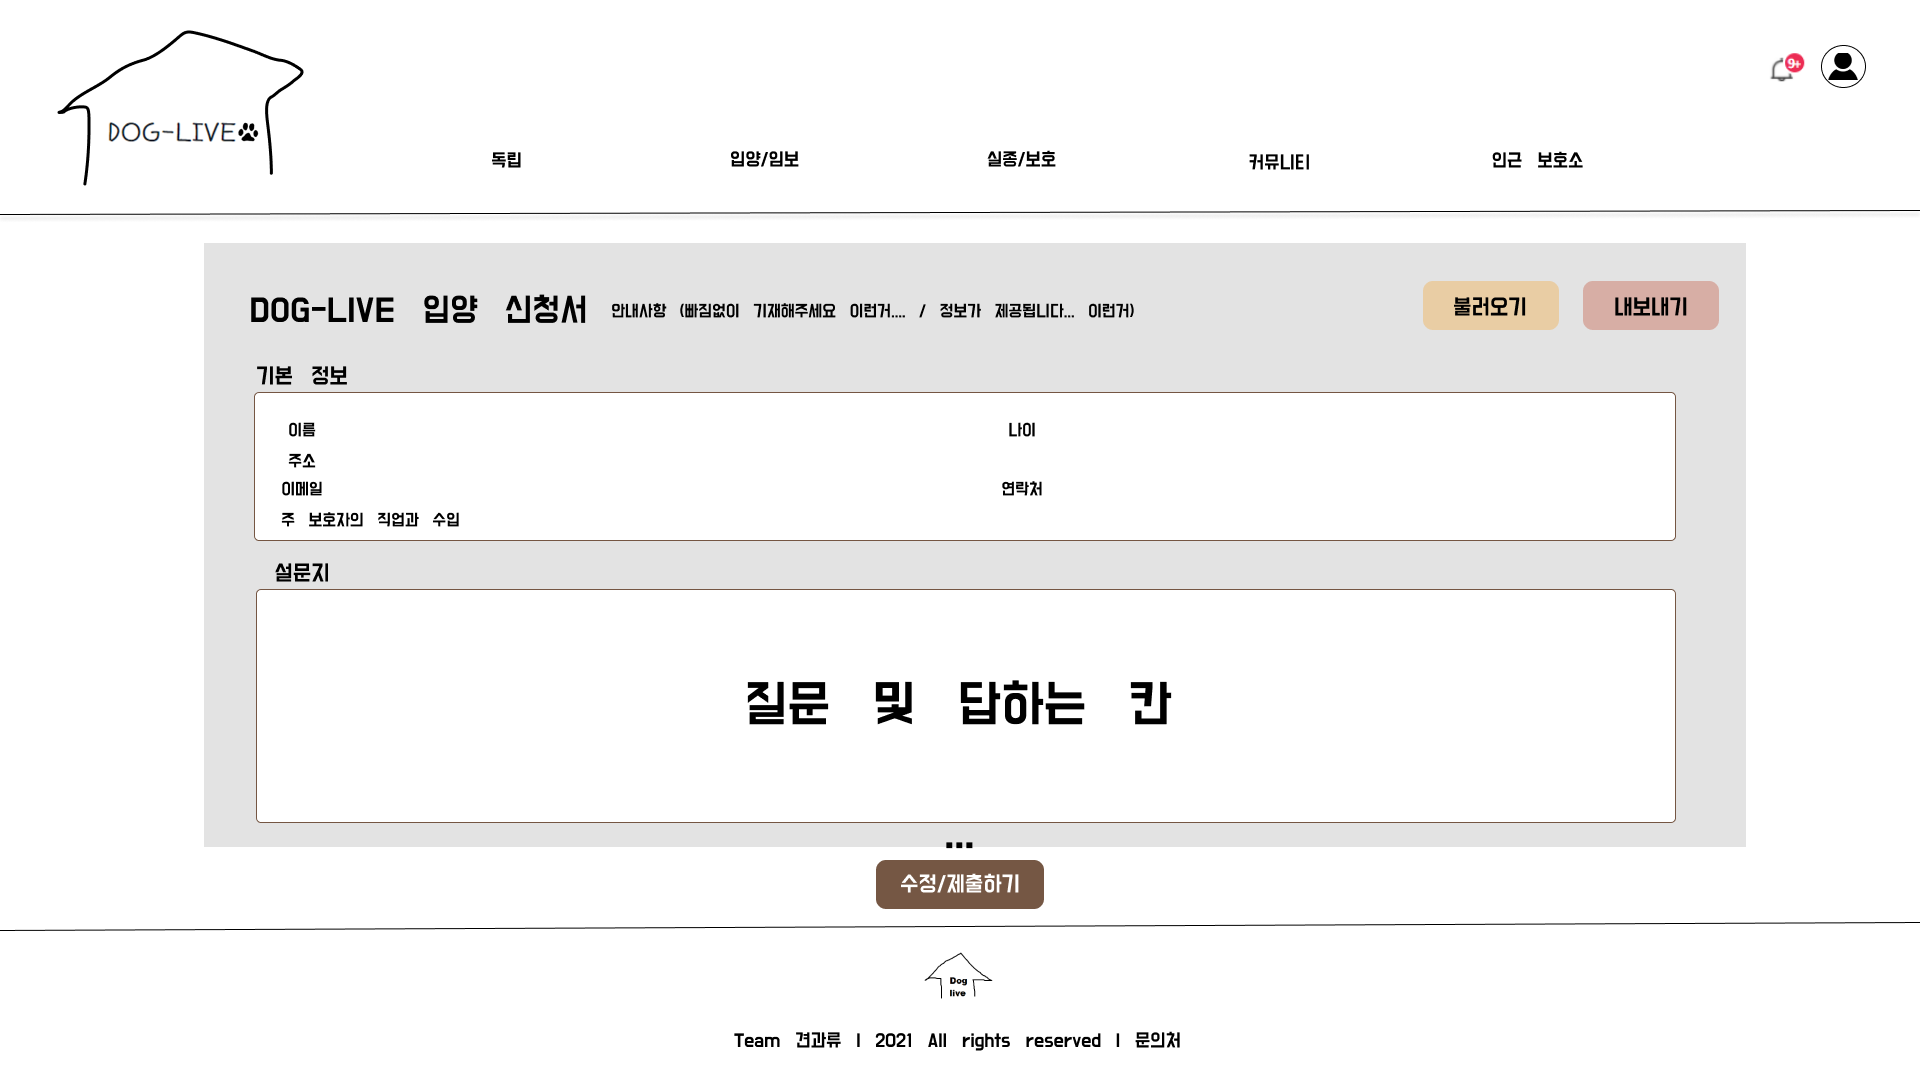 DOG-LIVE
9+
독립 입양/임보 실종/보호 커뮤니티 인근 보호소
DOG-LIVE 입양 신청서 안내사항 (빠짐없이 기재해주세요 이런거.... / 정보가 제공됩니다... 이런거)
불러오기
내보내기
기본 정보
이름
나이
주소
이메일
연락처
주 보호자의 직업과 수입
설문지
질문 및 답하는 칸
...
수정/제출하기
Dog
live
Team 견과류 | 2021 All rights reserved | 문의처